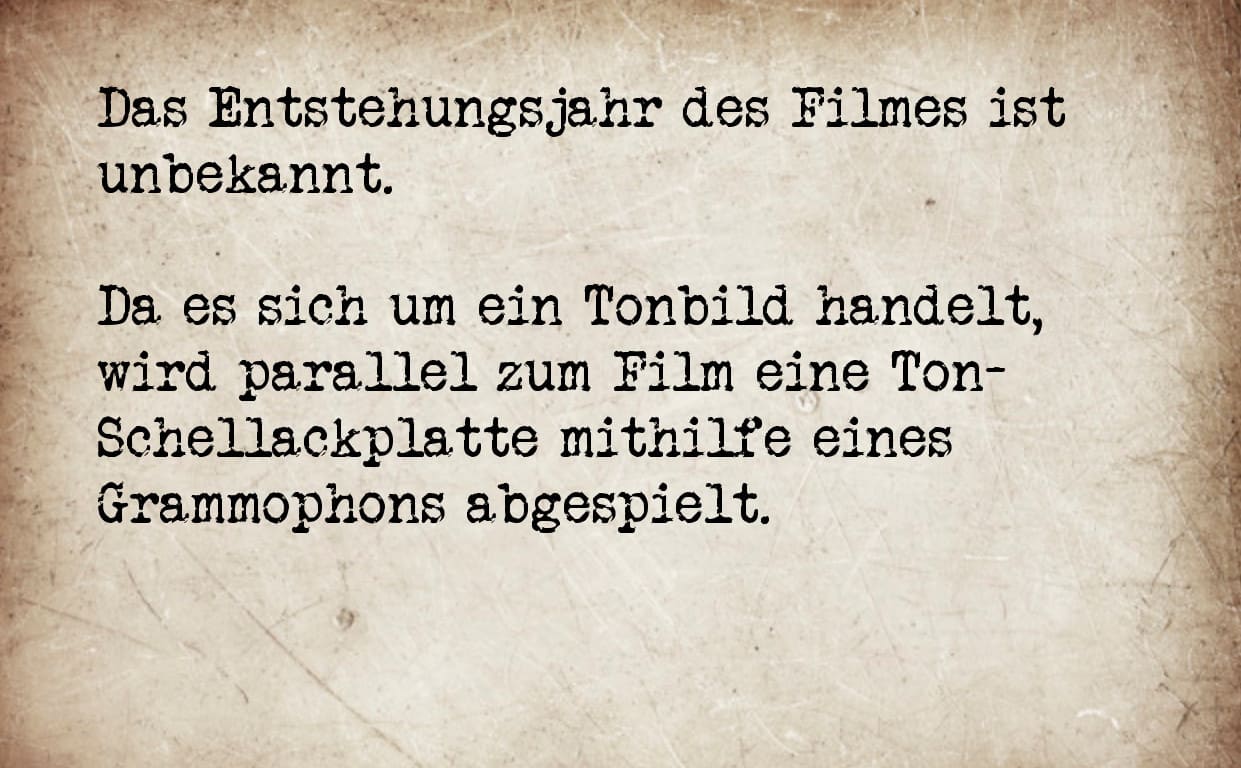 Das Entstehungsjahr des Filmes ist
unbekannt.
Da es sich um ein Tonbild handelt,
wird parallel zum Film eine Ton-
Schellackplatte mithilfe eines
Grammophons abgespielt.